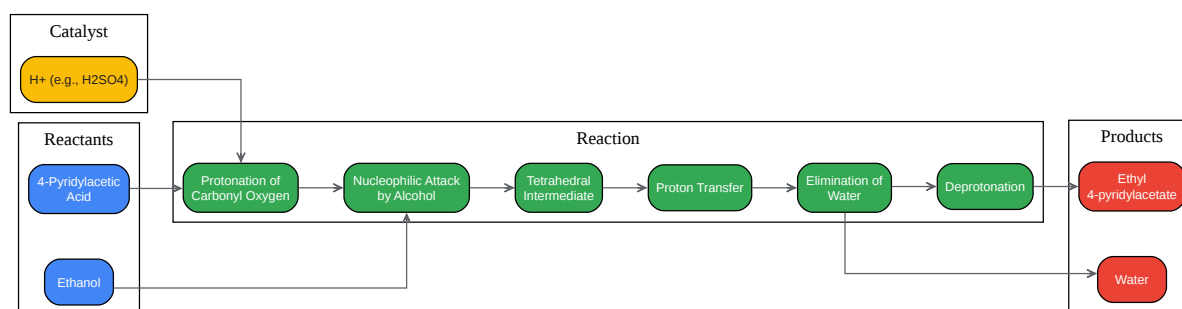 Catalyst
H+ (e.g., H2SO4)
Reactants
4-Pyridylacetic
Acid
Ethanol
Reaction
Protonation of
Carbonyl Oxygen
Nucleophilic Attack
by Alcohol
Tetrahedral
Intermediate
Proton Transfer
Elimination of
Water
Deprotonation
Products
Ethyl
4-pyridylacetate
Water